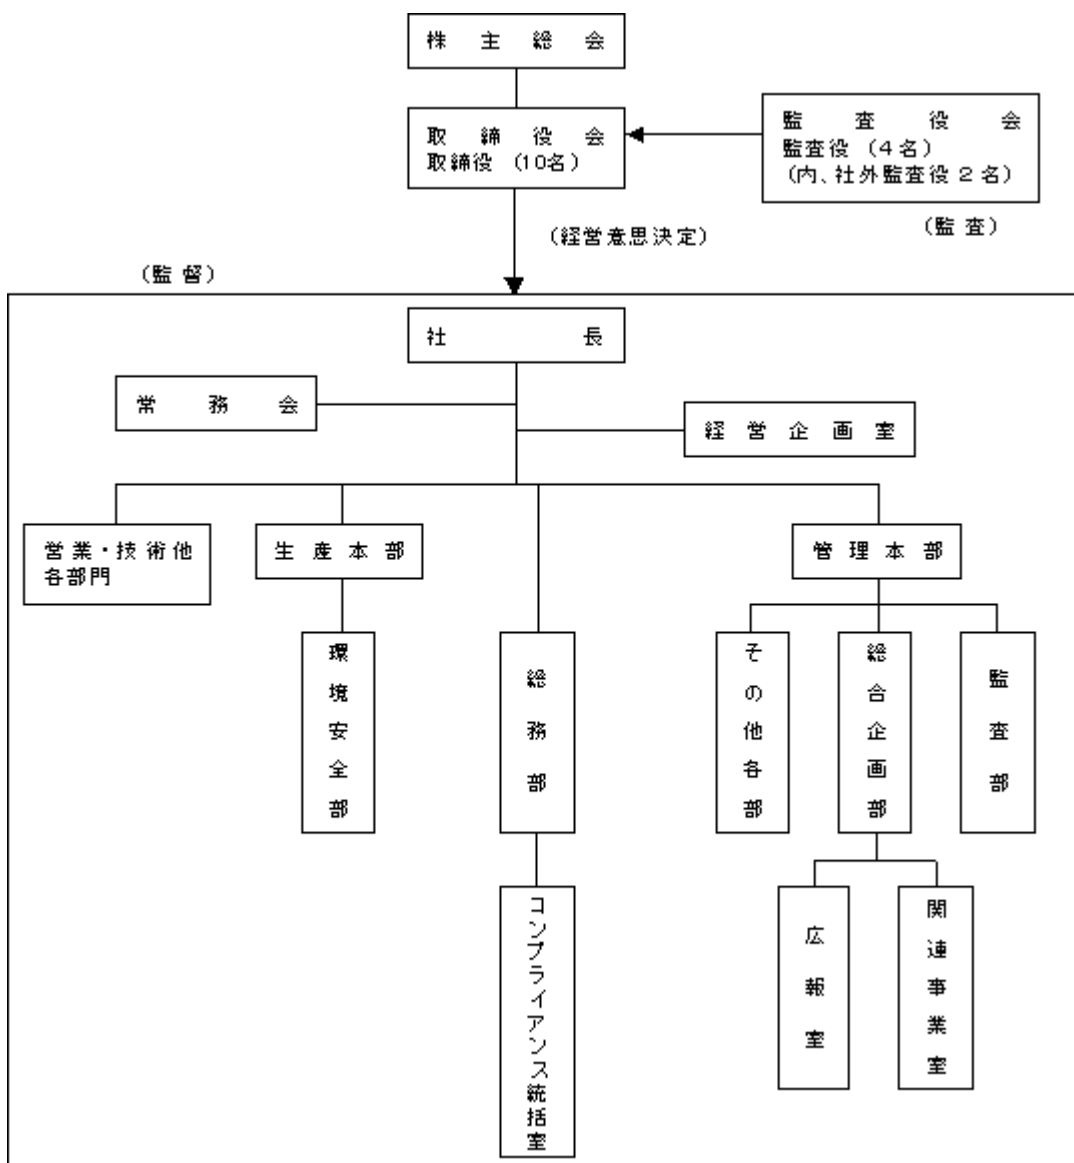 株主総会
取締役会
取締役（10名）
監査役会
監査役（4名）
（内、社外監査役２名）
（監査）
（経営意思決定）
（監督）
社長
常務会
経営企画室
営業・技術他
各部門
生産本部
管理本部
環境安全部
総務部
その他各部
総合企画部
監査部
コンプライアンス統括室
広報室
関連事業室